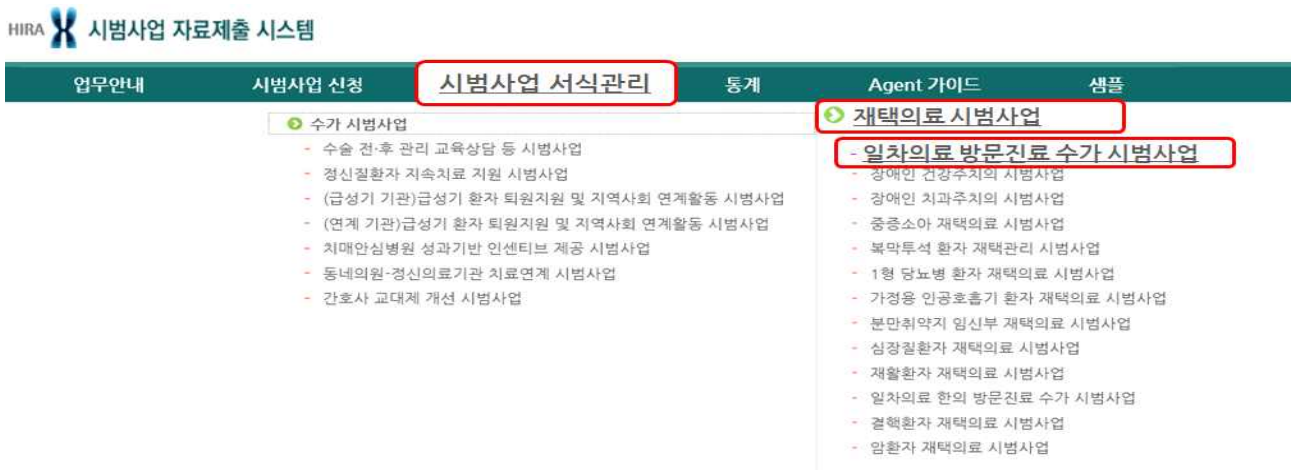 HIRA 시범사업 자료제출 시스템
업무안내 시범사업 신청 시범사업 서식관리 통계 Agent 가이드 샘플
수가 시범사업
- 수술 전·후 관리 교육상담 등 시범사업
- 정신질환자 지속치료 지원 시범사업
- (급성기 기관)급성기 환자 퇴원지원 및 지역사회 연계활동 시범사업
- (연계 기관)급성기 환자 퇴원지원 및 지역사회 연계활동 시범사업
- 치매안심병원 성과기반 인센티브 제공 시범사업
- 동네의원-정신의료기관 치료연계 시범사업
- 간호사 교대제 개선 시범사업
재택의료 시범사업
- 일차의료 방문진료 수가 시범사업
- 장애인 건강주치의 시범사업
- 장애인 치과주치의 시범사업
- 중증소아 재택의료 시범사업
- 복막투석 환자 재택관리 시범사업
- 1형 당뇨병 환자 재택의료 시범사업
- 가정용 인공호흡기 환자 재택의료 시범사업
- 분만취약지 임신부 재택의료 시범사업
- 심장질환자 재택의료 시범사업
- 재활환자 재택의료 시범사업
- 일차의료 한의 방문진료 수가 시범사업
- 결핵환자 재택의료 시범사업
- 암환자 재택의료 시범사업